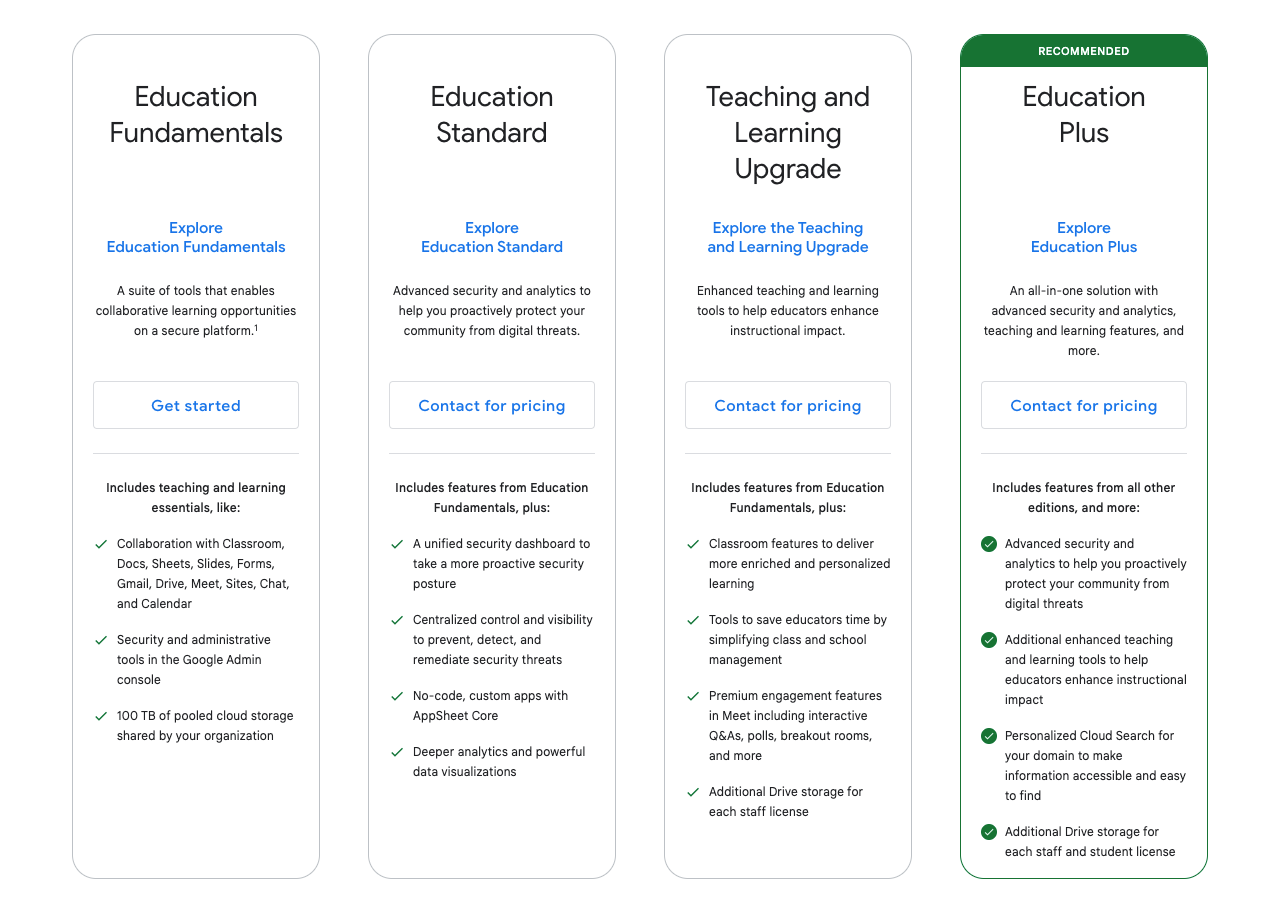 Education
Fundamentals
Explore
Education Fundamentals
A suite of tools that enables
collaborative learning opportunities
on a secure platform.¹
Get started
Includes teaching and learning
essentials, like:
Collaboration with Classroom,
Docs, Sheets, Slides, Forms,
Gmail, Drive, Meet, Sites, Chat,
and Calendar
Security and administrative
tools in the Google Admin
console
100 TB of pooled cloud storage
shared by your organization
Education
Standard
Explore
Education Standard
Advanced security and analytics to
help you proactively protect your
community from digital threats.
Contact for pricing
Includes features from Education
Fundamentals, plus:
A unified security dashboard to
take a more proactive security
posture
Centralized control and visibility
to prevent, detect, and
remediate security threats
No-code, custom apps with
AppSheet Core
Deeper analytics and powerful
data visualizations
Teaching and
Learning
Upgrade
Explore the Teaching
and Learning Upgrade
Enhanced teaching and learning
tools to help educators enhance
instructional impact.
Contact for pricing
Includes features from Education
Fundamentals, plus:
Classroom features to deliver
more enriched and personalized
learning
Tools to save educators time by
simplifying class and school
management
Premium engagement features
in Meet including interactive
Q&As, polls, breakout rooms,
and more
Additional Drive storage for
each staff license
RECOMMENDED
Education
Plus
Explore
Education Plus
An all-in-one solution with
advanced security and analytics,
teaching and learning features, and
more.
Contact for pricing
Includes features from all other
editions, and more:
Advanced security and
analytics to help you proactively
protect your community from
digital threats
Additional enhanced teaching
and learning tools to help
educators enhance instructional
impact
Personalized Cloud Search for
your domain to make
information accessible and easy
to find
Additional Drive storage for
each staff and student license